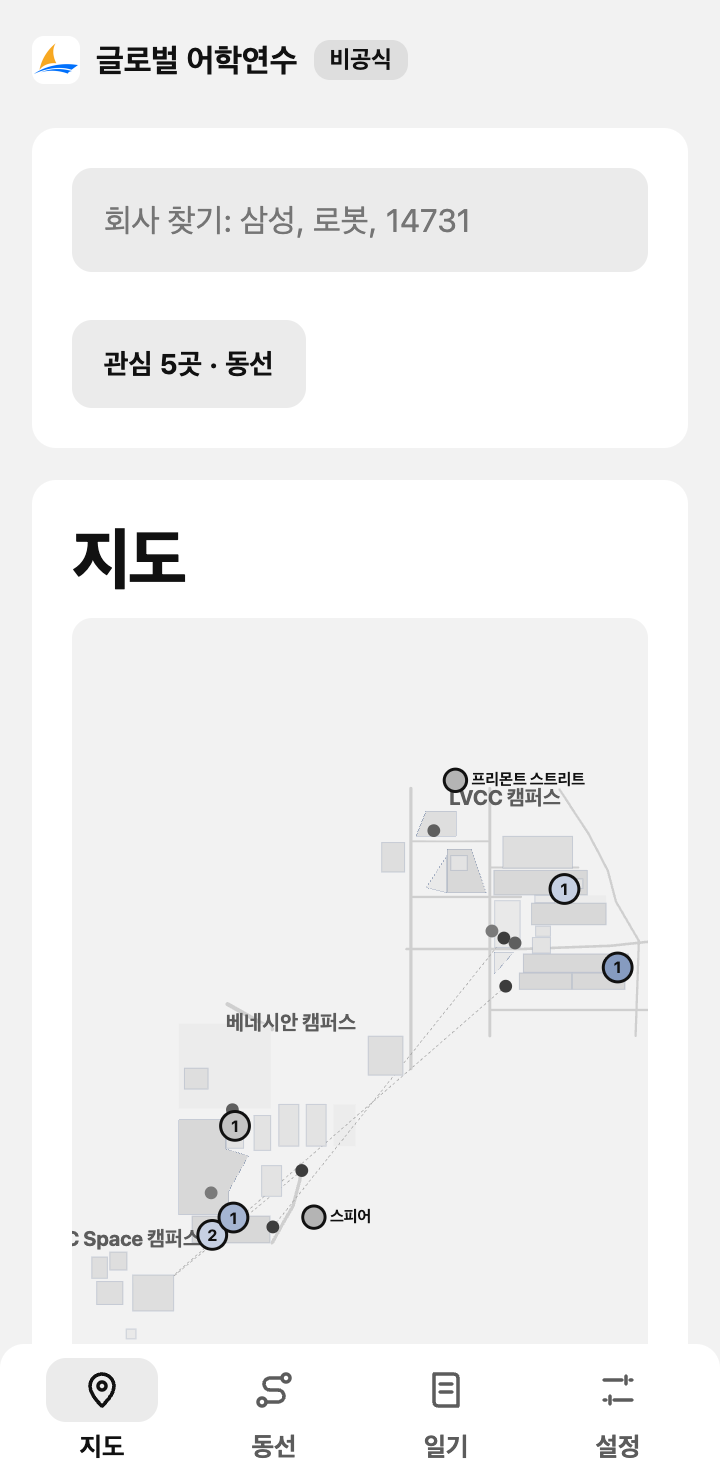 글로벌 어학연수 비공식
회사 찾기: 삼성, 로봇, 14731
관심 5곳 · 동선
지도
프리몬트 스트리트
LVCC 캠퍼스
1
1
베네시안 캠퍼스
1
1
스피어
2
C Space 캠퍼스
지도 동선 일기 설정